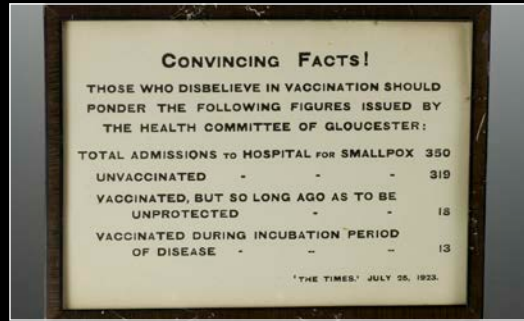 CONVINCING FACTS!
THOSE WHO DISBELIEVE IN VACCINATION SHOULD
PONDER THE FOLLOWING FIGURES ISSUED BY
THE HEALTH COMMITTEE OF GLOUCESTER:
TOTAL ADMISSIONS TO HOSPITAL FOR SMALLPOX 350
UNVACCINATED - - - 319
VACCINATED, BUT SO LONG AGO AS TO BE
UNPROTECTED - - 18
VACCINATED DURING INCUBATION PERIOD
OF DISEASE - - - 13
'THE TIMES.' JULY 25, 1923.